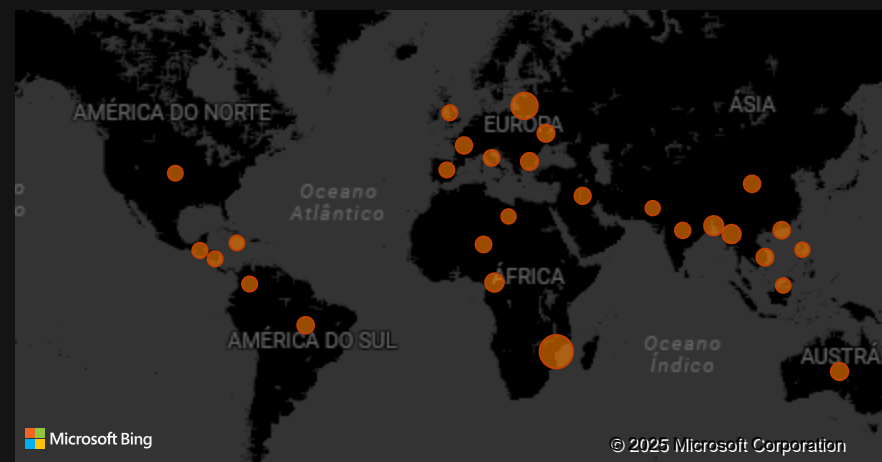 AMÉRICA DO NORTE
ÁSIA
EUROPA
o
o
Oceano
Atlântico
ÁFRICA
AMÉRICA DO SUL
Oceano
Índico
AUSTRÁ
Microsoft Bing
© 2025 Microsoft Corporation